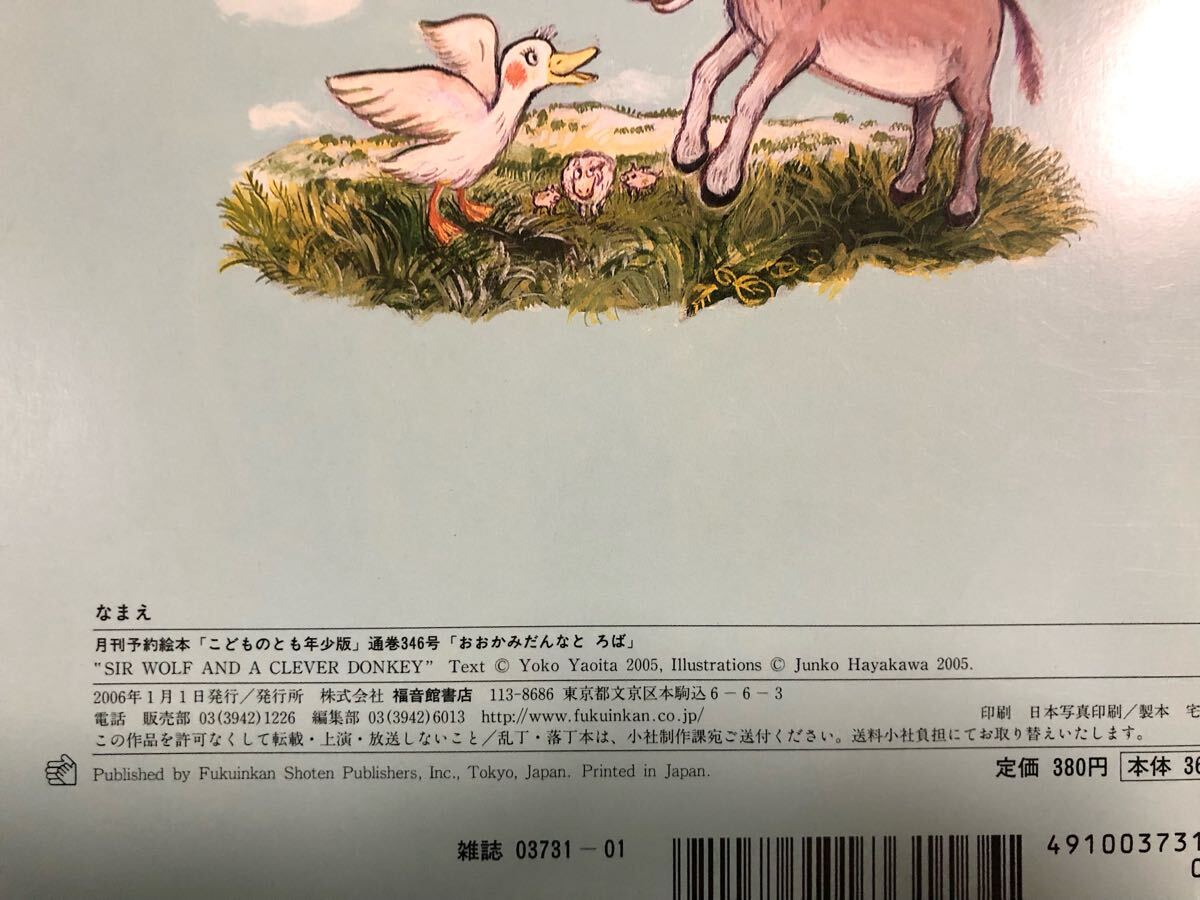 なまえ
月刊予約絵本「こどものとも年少版」通巻346号「おおかみだんなと ろば」
"SIR WOLF AND A CLEVER DONKEY" Text © Yoko Yaoita 2005, Illustrations © Junko Hayakawa 2005.
2006年1月1日発行／発行所 株式会社 福音館書店 113-8686 東京都文京区本駒込6-6-3
電話 販売部 03(3942)1226 編集部 03(3942)6013 http://www.fukuinkan.co.jp/ 印刷 日本写真印刷／製本 宅
この作品を許可なくして転載・上演・放送しないこと／乱丁・落丁本は、小社制作課宛ご送付ください。送料小社負担にてお取り替えいたします。
Published by Fukuinkan Shoten Publishers, Inc., Tokyo, Japan. Printed in Japan.
定価 380円 本体 36
雑誌 03731-01
491003731
0